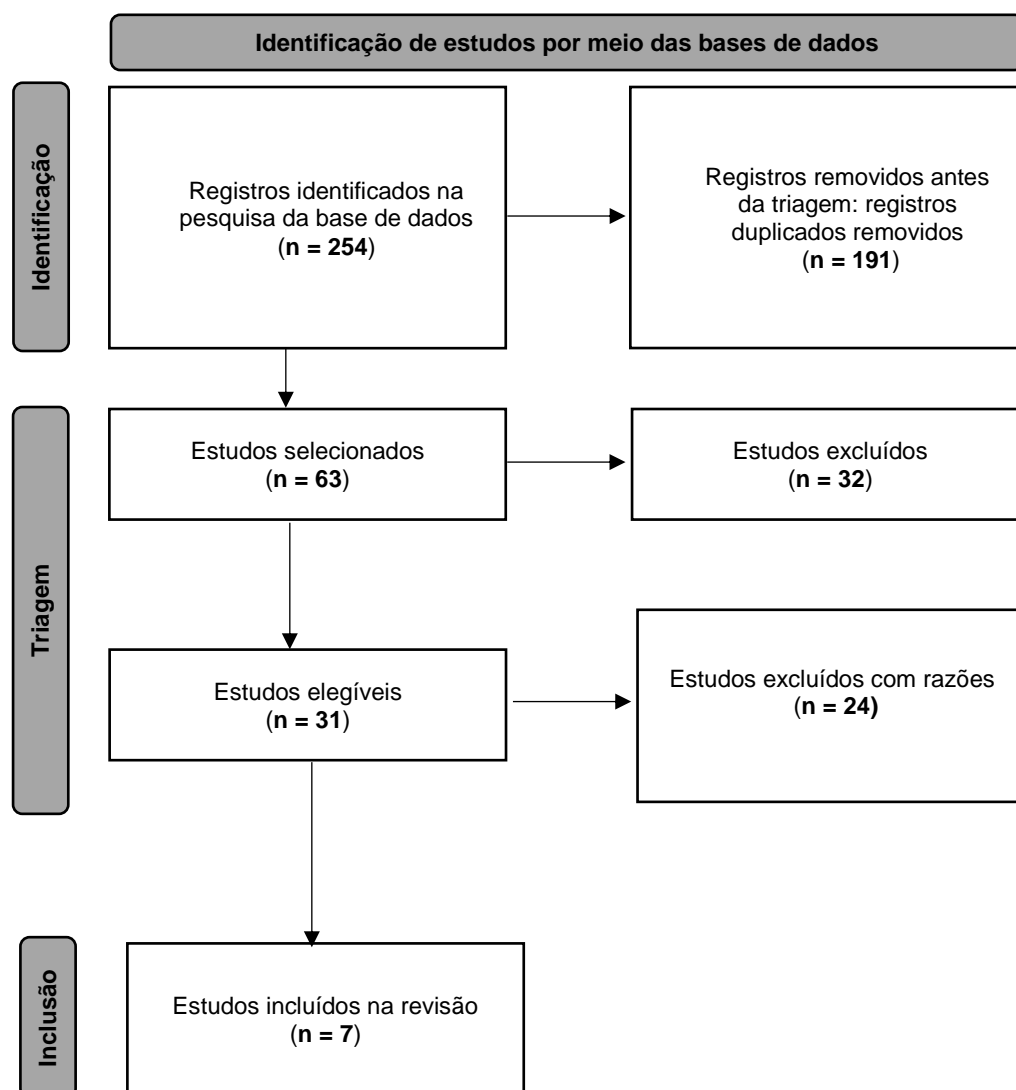 Identificação de estudos por meio das bases de dados
Identificação
Registros identificados na
pesquisa da base de dados
(n = 254)
Registros removidos antes
da triagem: registros
duplicados removidos
(n = 191)
Triagem
Estudos selecionados
(n = 63)
Estudos excluídos
(n = 32)
Estudos elegíveis
(n = 31)
Estudos excluídos com razões
(n = 24)
Inclusão
Estudos incluídos na revisão
(n = 7)